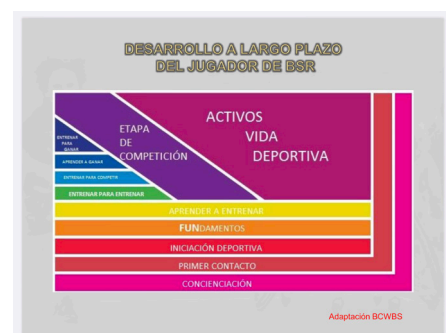 DESARROLLO A LARGO PLAZO
DEL JUGADOR DE BSR
ACTIVOS
VIDA
DEPORTIVA
ETAPA
DE
COMPETICIÓN
ENTRENAR
PARA
GANAR
APRENDER A GANAR
ENTRENAR PARA COMPETIR
ENTRENAR PARA ENTRENAR
APRENDER A ENTRENAR
FUNDAMENTOS
INICIACIÓN DEPORTIVA
PRIMER CONTACTO
CONCIENCIACIÓN
Adaptación BCWBS